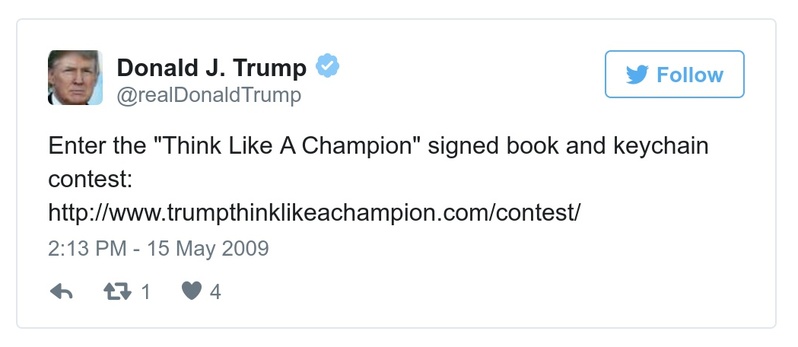 Donald J. Trump
@realDonaldTrump
Follow
Enter the "Think Like A Champion" signed book and keychain
contest:
http://www.trumpthinklikeachampion.com/contest/
2:13 PM - 15 May 2009
1 4